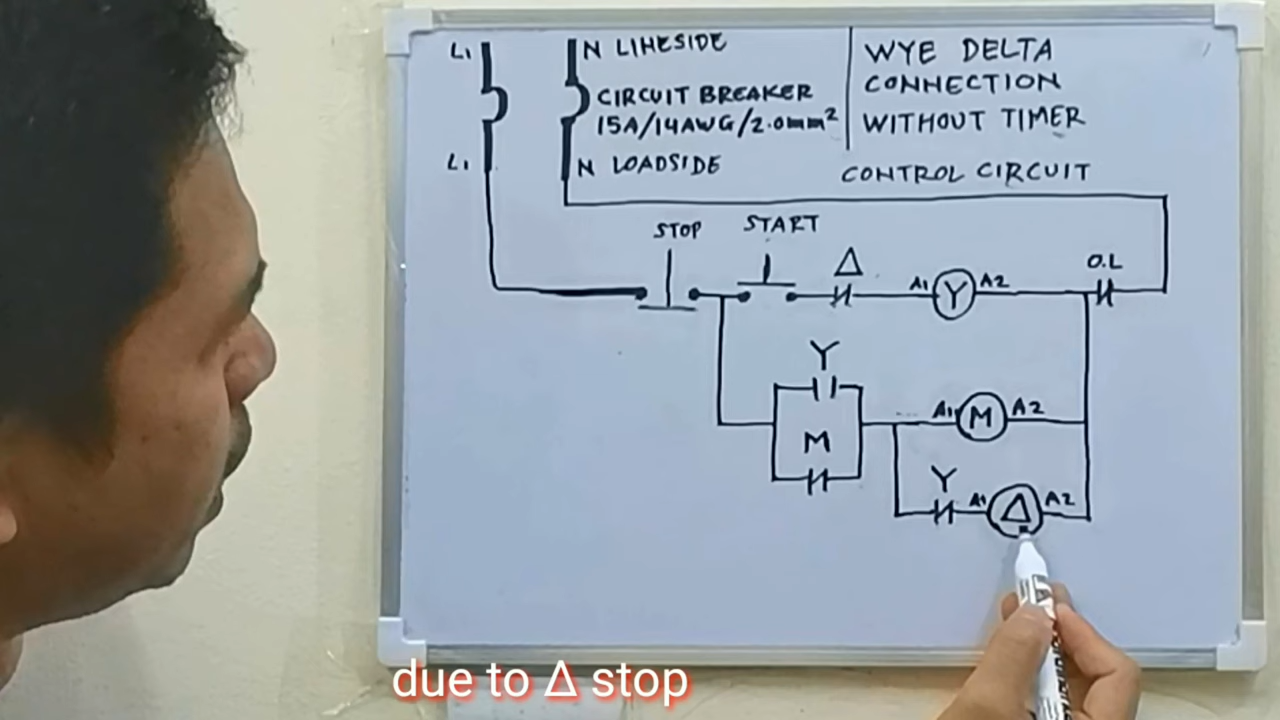 L1 N LINESIDE
CIRCUIT BREAKER
15A/14AWG/2.0mm²
L1 N LOADSIDE
WYE DELTA
CONNECTION
WITHOUT TIMER
CONTROL CIRCUIT
STOP START
Δ
A1 Y A2
O.L
Y
M
A1 M A2
Y
A1 Δ A2
due to Δ stop